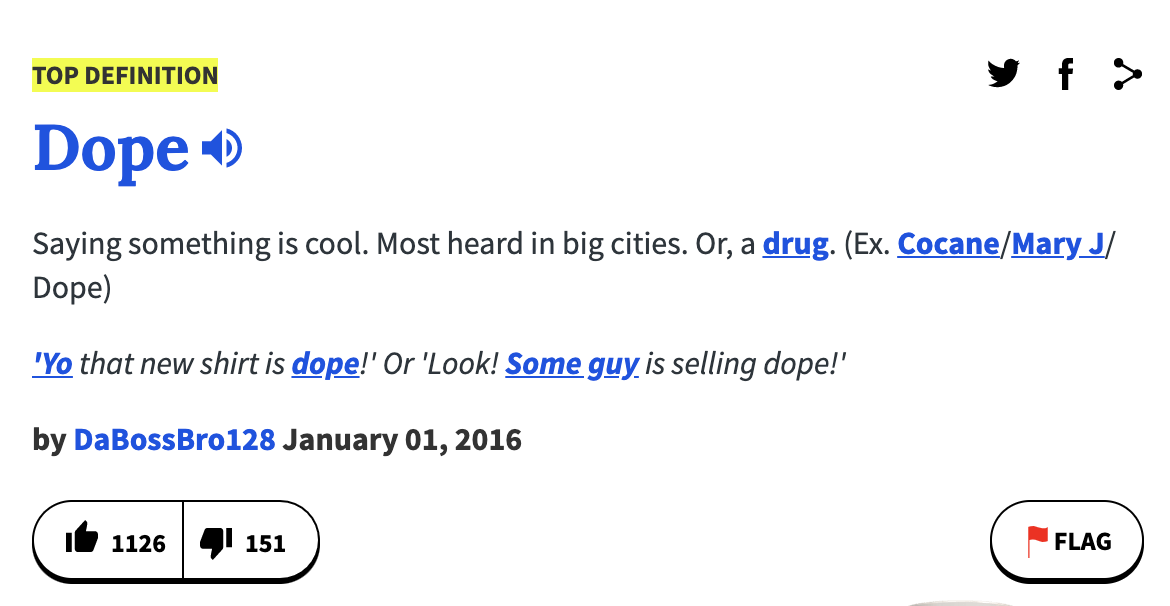 TOP DEFINITION
Dope
Saying something is cool. Most heard in big cities. Or, a drug. (Ex. Cocane/Mary J/
Dope)
'Yo that new shirt is dope!' Or 'Look! Some guy is selling dope!'
by DaBossBro128 January 01, 2016
1126 151 FLAG